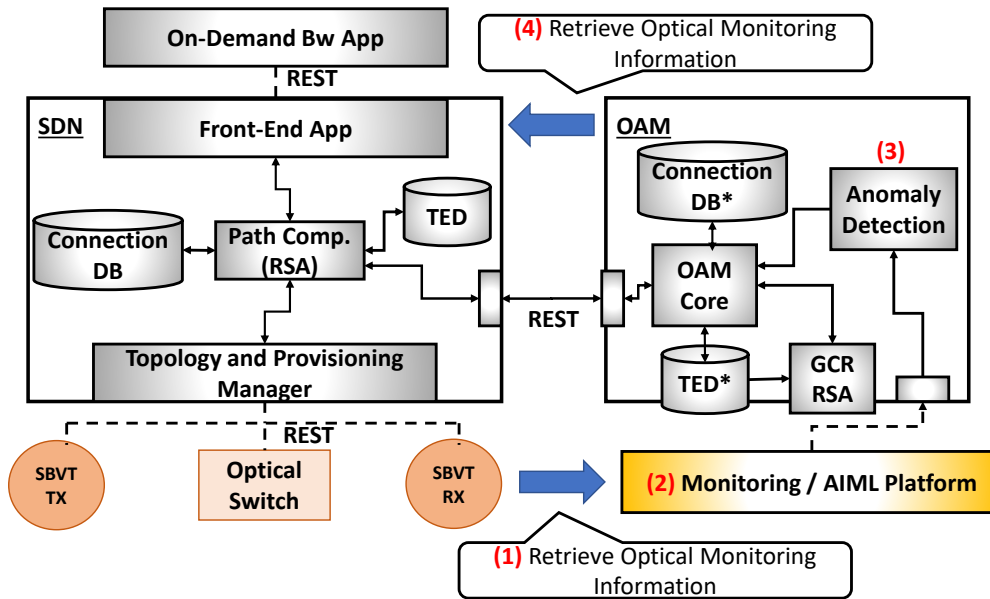 On-Demand Bw App
(4) Retrieve Optical Monitoring
Information
REST
SDN
Front-End App
OAM
(3)
Connection
DB*
Anomaly
Detection
TED
Connection
DB
Path Comp.
(RSA)
OAM
Core
REST
Topology and Provisioning
Manager
TED*
GCR
RSA
REST
SBVT
TX
Optical
Switch
SBVT
RX
(2) Monitoring / AIML Platform
(1) Retrieve Optical Monitoring
Information